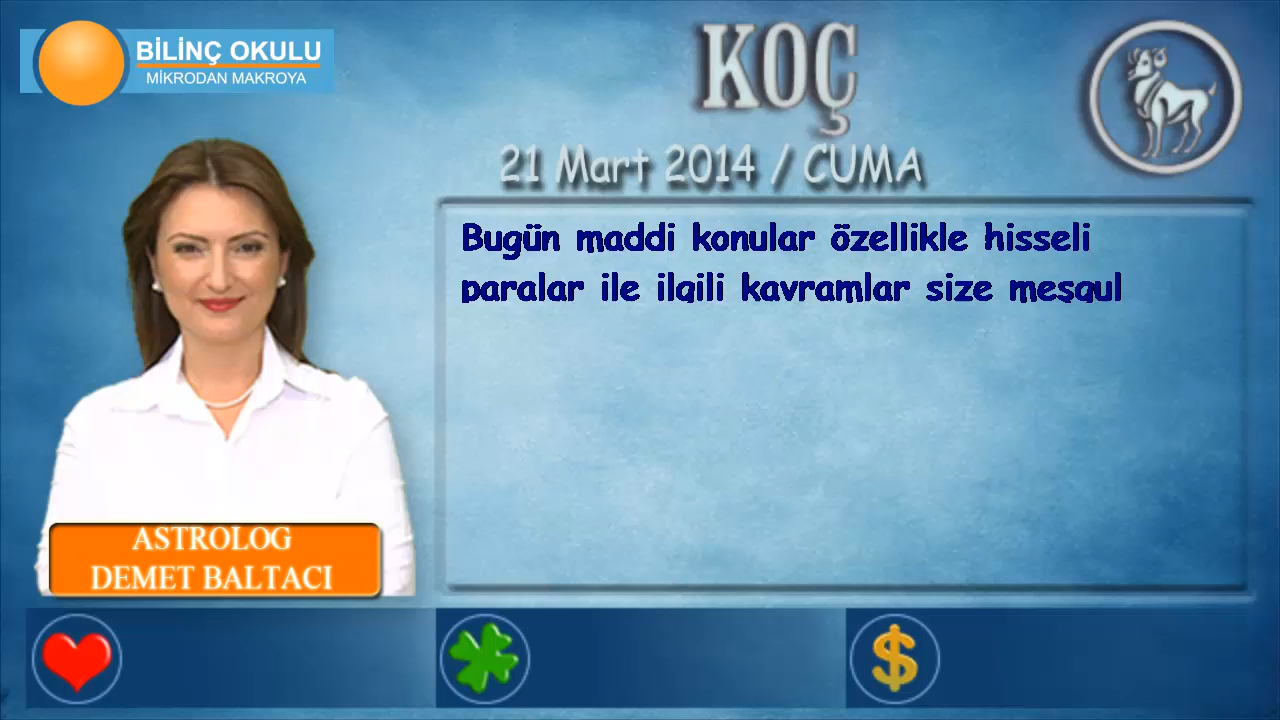 BİLİNÇ OKULU
MİKRODAN MAKROYA
KOÇ
21 Mart 2014 / CUMA
Bugün maddi konular özellikle hisseli
paralar ile ilgili kavramlar size meşgul
ASTROLOG
DEMET BALTACI